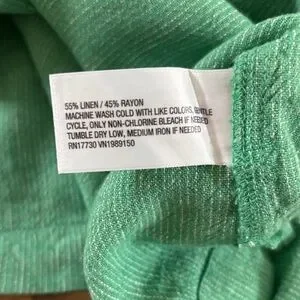 55% LINEN / 45% RAYON
MACHINE WASH COLD WITH LIKE COLORS, GENTLE
CYCLE, ONLY NON-CHLORINE BLEACH IF NEEDED
TUMBLE DRY LOW, MEDIUM IRON IF NEEDED
RN17730 VN1989150